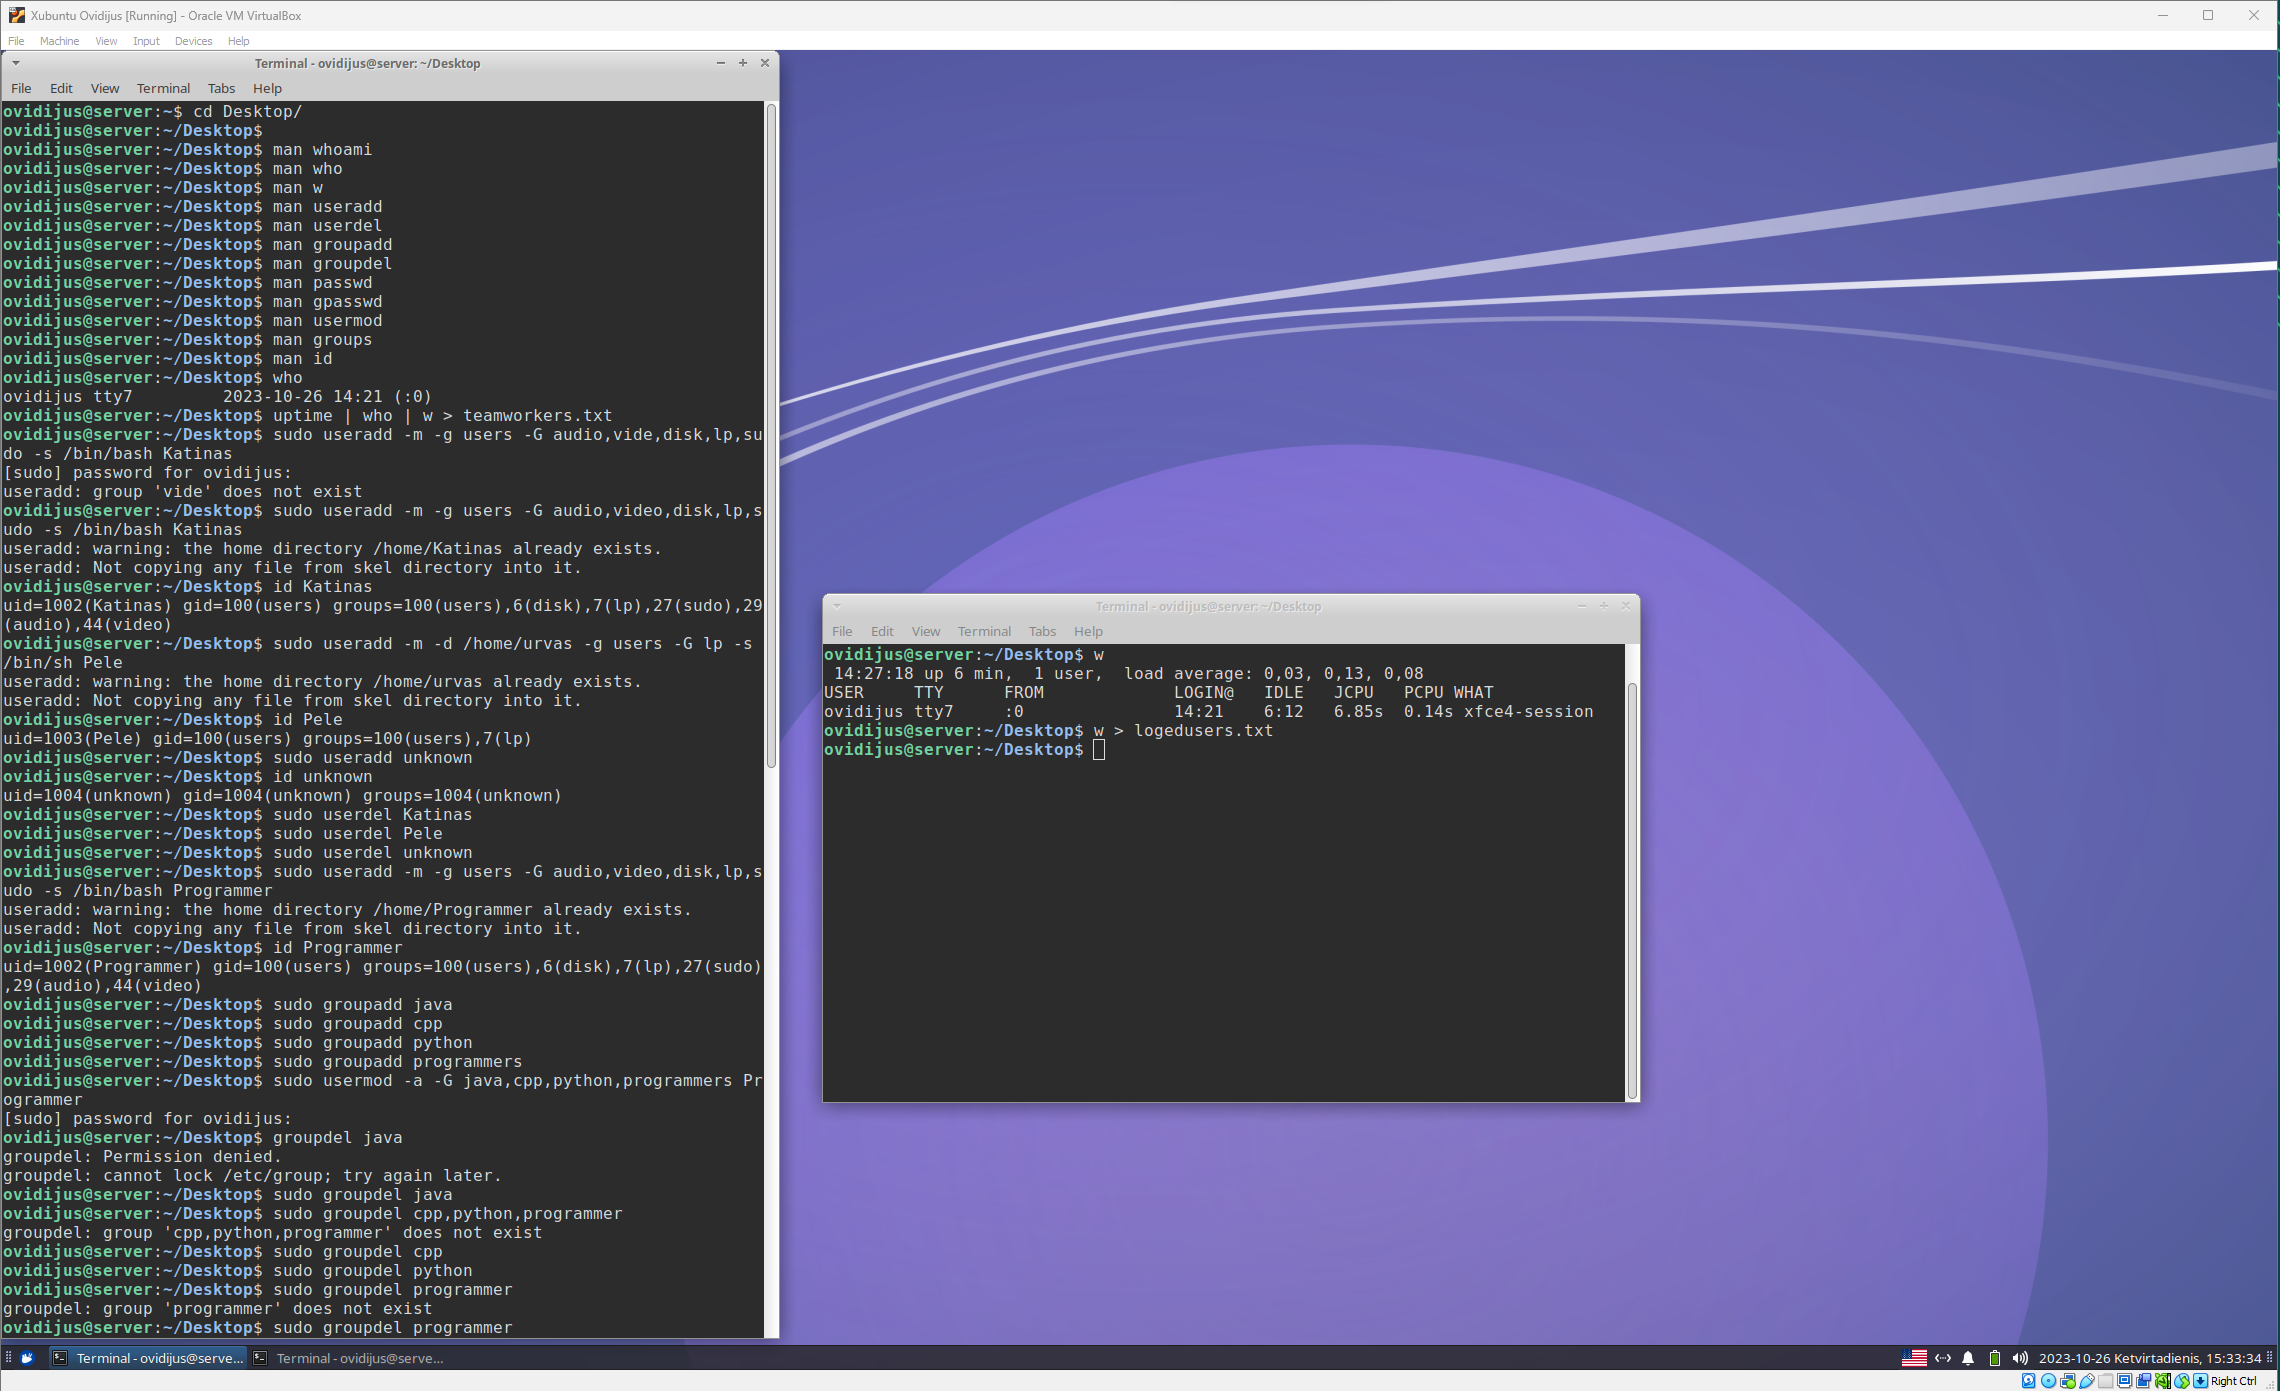 Xubuntu Ovidijus [Running] - Oracle VM VirtualBox
File Machine View Input Devices Help
Terminal - ovidijus@server: ~/Desktop
File Edit View Terminal Tabs Help
ovidijus@server:~$ cd Desktop/
ovidijus@server:~/Desktop$
ovidijus@server:~/Desktop$ man whoami
ovidijus@server:~/Desktop$ man who
ovidijus@server:~/Desktop$ man w
ovidijus@server:~/Desktop$ man useradd
ovidijus@server:~/Desktop$ man userdel
ovidijus@server:~/Desktop$ man groupadd
ovidijus@server:~/Desktop$ man groupdel
ovidijus@server:~/Desktop$ man passwd
ovidijus@server:~/Desktop$ man gpasswd
ovidijus@server:~/Desktop$ man usermod
ovidijus@server:~/Desktop$ man groups
ovidijus@server:~/Desktop$ man id
ovidijus@server:~/Desktop$ who
ovidijus tty7         2023-10-26 14:21 (:0)
ovidijus@server:~/Desktop$ uptime | who | w > teamworkers.txt
ovidijus@server:~/Desktop$ sudo useradd -m -g users -G audio,vide,disk,lp,su
do -s /bin/bash Katinas
[sudo] password for ovidijus:
useradd: group 'vide' does not exist
ovidijus@server:~/Desktop$ sudo useradd -m -g users -G audio,video,disk,lp,s
udo -s /bin/bash Katinas
useradd: warning: the home directory /home/Katinas already exists.
useradd: Not copying any file from skel directory into it.
ovidijus@server:~/Desktop$ id Katinas
uid=1002(Katinas) gid=100(users) groups=100(users),6(disk),7(lp),27(sudo),29
(audio),44(video)
ovidijus@server:~/Desktop$ sudo useradd -m -d /home/urvas -g users -G lp -s
/bin/sh Pele
useradd: warning: the home directory /home/urvas already exists.
useradd: Not copying any file from skel directory into it.
ovidijus@server:~/Desktop$ id Pele
uid=1003(Pele) gid=100(users) groups=100(users),7(lp)
ovidijus@server:~/Desktop$ sudo useradd unknown
ovidijus@server:~/Desktop$ id unknown
uid=1004(unknown) gid=1004(unknown) groups=1004(unknown)
ovidijus@server:~/Desktop$ sudo userdel Katinas
ovidijus@server:~/Desktop$ sudo userdel Pele
ovidijus@server:~/Desktop$ sudo userdel unknown
ovidijus@server:~/Desktop$ sudo useradd -m -g users -G audio,video,disk,lp,s
udo -s /bin/bash Programmer
useradd: warning: the home directory /home/Programmer already exists.
useradd: Not copying any file from skel directory into it.
ovidijus@server:~/Desktop$ id Programmer
uid=1002(Programmer) gid=100(users) groups=100(users),6(disk),7(lp),27(sudo)
,29(audio),44(video)
ovidijus@server:~/Desktop$ sudo groupadd java
ovidijus@server:~/Desktop$ sudo groupadd cpp
ovidijus@server:~/Desktop$ sudo groupadd python
ovidijus@server:~/Desktop$ sudo groupadd programmers
ovidijus@server:~/Desktop$ sudo usermod -a -G java,cpp,python,programmers Pr
ogrammer
[sudo] password for ovidijus:
ovidijus@server:~/Desktop$ groupdel java
groupdel: Permission denied.
groupdel: cannot lock /etc/group; try again later.
ovidijus@server:~/Desktop$ sudo groupdel java
ovidijus@server:~/Desktop$ sudo groupdel cpp,python,programmer
groupdel: group 'cpp,python,programmer' does not exist
ovidijus@server:~/Desktop$ sudo groupdel cpp
ovidijus@server:~/Desktop$ sudo groupdel python
ovidijus@server:~/Desktop$ sudo groupdel programmer
groupdel: group 'programmer' does not exist
ovidijus@server:~/Desktop$ sudo groupdel programmer
Terminal - ovidijus@server: ~/Desktop
File Edit View Terminal Tabs Help
ovidijus@server:~/Desktop$ w
 14:27:18 up 6 min,  1 user,  load average: 0,03, 0,13, 0,08
USER     TTY      FROM             LOGIN@   IDLE   JCPU   PCPU WHAT
ovidijus tty7     :0               14:21    6:12   6.85s  0.14s xfce4-session
ovidijus@server:~/Desktop$ w > logedusers.txt
ovidijus@server:~/Desktop$
Terminal - ovidijus@serve...
Terminal - ovidijus@serve...
2023-10-26 Ketvirtadienis, 15:33:34
Right Ctrl